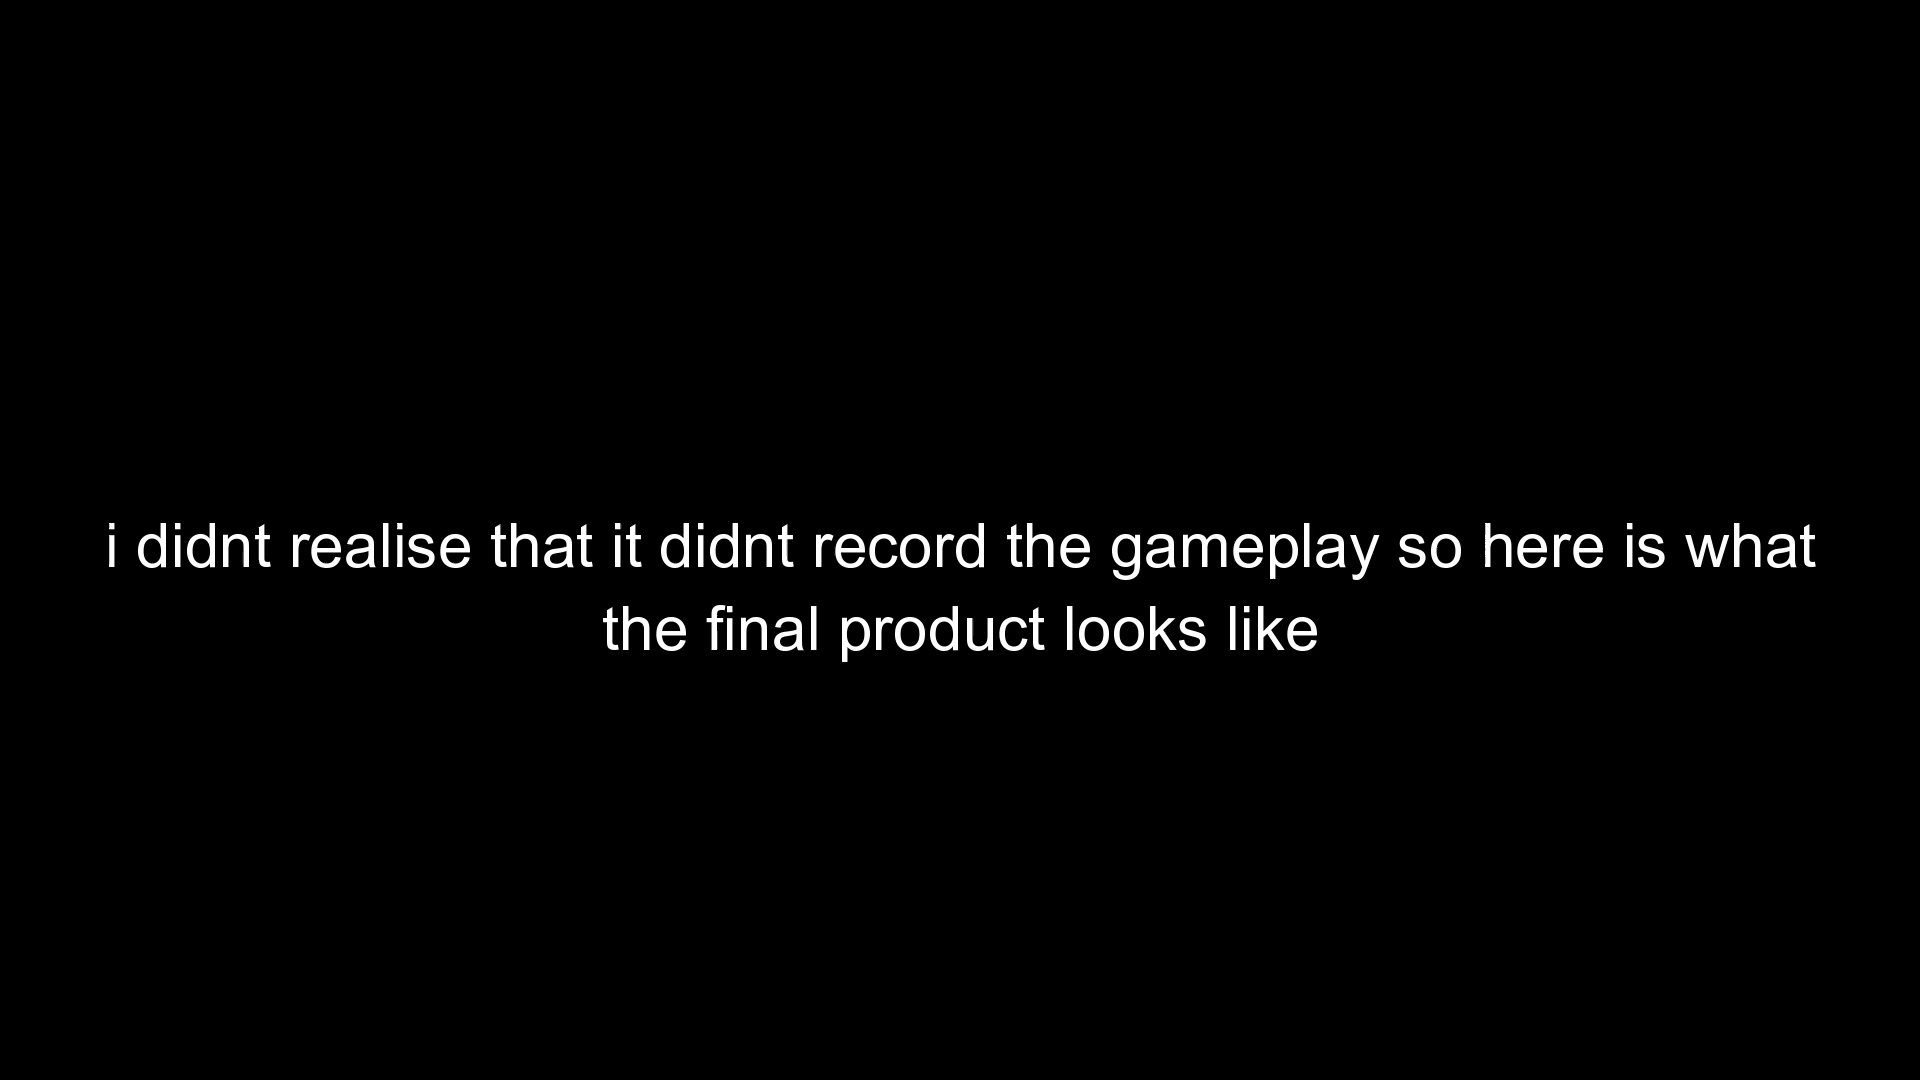 i didnt realise that it didnt record the gameplay so here is what
the final product looks like